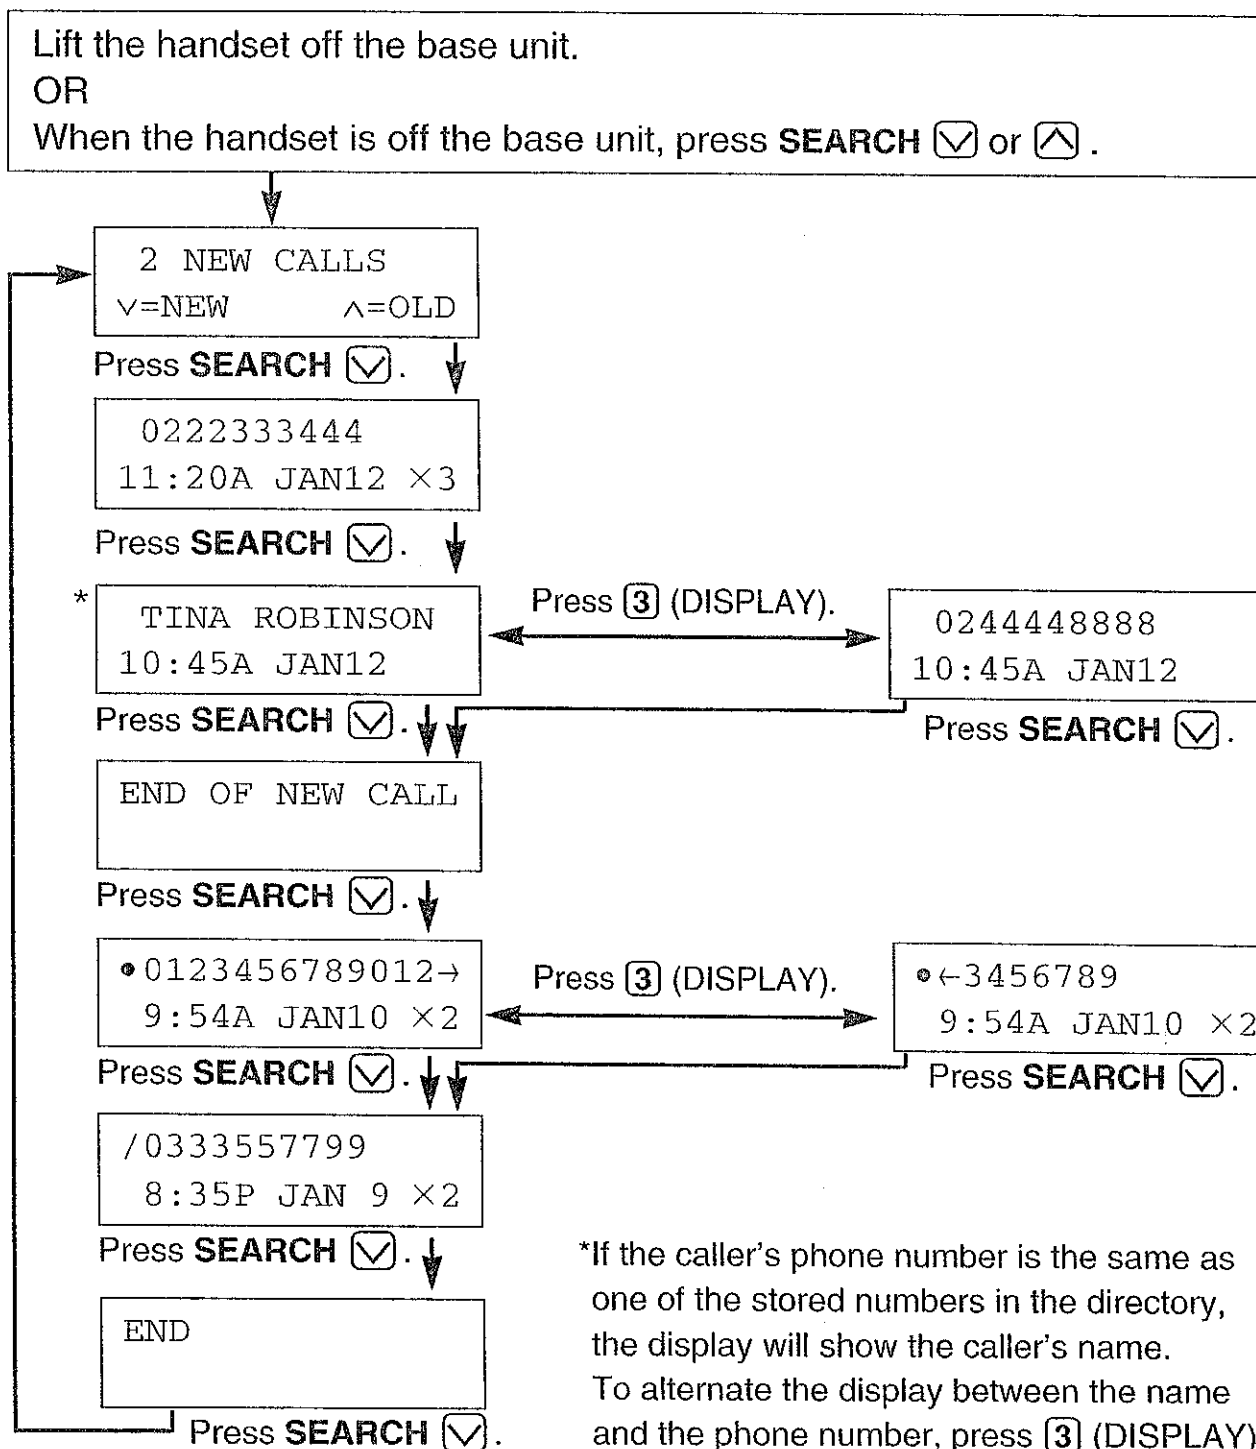 Lift the handset off the base unit.
OR
When the handset is off the base unit, press SEARCH ∨ or ∧ .
2 NEW CALLS
∨=NEW ∧=OLD
Press SEARCH ∨.
0222333444
11:20A JAN12 ×3
Press SEARCH ∨.
* TINA ROBINSON
10:45A JAN12
Press 3 (DISPLAY).
0244448888
10:45A JAN12
Press SEARCH ∨.
Press SEARCH ∨.
END OF NEW CALL
Press SEARCH ∨.
•0123456789012→
9:54A JAN10 ×2
Press 3 (DISPLAY).
•←3456789
9:54A JAN10 ×2
Press SEARCH ∨.
Press SEARCH ∨.
/0333557799
8:35P JAN 9 ×2
Press SEARCH ∨.
END
Press SEARCH ∨.
*If the caller's phone number is the same as
one of the stored numbers in the directory,
the display will show the caller's name.
To alternate the display between the name
and the phone number, press 3 (DISPLAY)